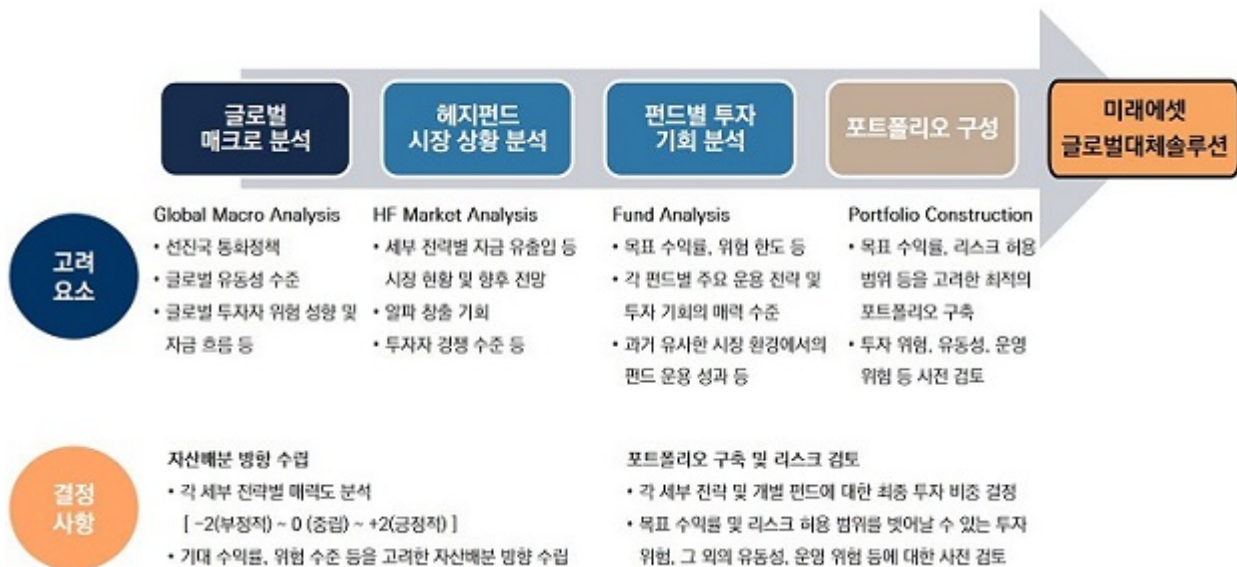 글로벌
매크로 분석
헤지펀드
시장 상황 분석
펀드별 투자
기회 분석
포트폴리오 구성
미래에셋
글로벌대체솔루션
고려
요소
Global Macro Analysis
• 선진국 통화정책
• 글로벌 유동성 수준
• 글로벌 투자자 위험 성향 및
자금 흐름 등
HF Market Analysis
• 세부 전략별 자금 유출입 등
시장 현황 및 향후 전망
• 알파 창출 기회
• 투자자 경쟁 수준 등
Fund Analysis
• 목표 수익률, 위험 한도 등
• 각 펀드별 주요 운용 전략 및
투자 기회의 매력 수준
• 과거 유사한 시장 환경에서의
펀드 운용 성과 등
Portfolio Construction
• 목표 수익률, 리스크 허용
범위 등을 고려한 최적의
포트폴리오 구축
• 투자 위험, 유동성, 운영
위험 등 사전 검토
결정
사항
자산배분 방향 수립
• 각 세부 전략별 매력도 분석
[ -2(부정적) ~ 0 (중립) ~ +2(긍정적) ]
• 기대 수익률, 위험 수준 등을 고려한 자산배분 방향 수립
포트폴리오 구축 및 리스크 검토
• 각 세부 전략 및 개별 펀드에 대한 최종 투자 비중 결정
• 목표 수익률 및 리스크 허용 범위를 벗어날 수 있는 투자
위험, 그 외의 유동성, 운영 위험 등에 대한 사전 검토